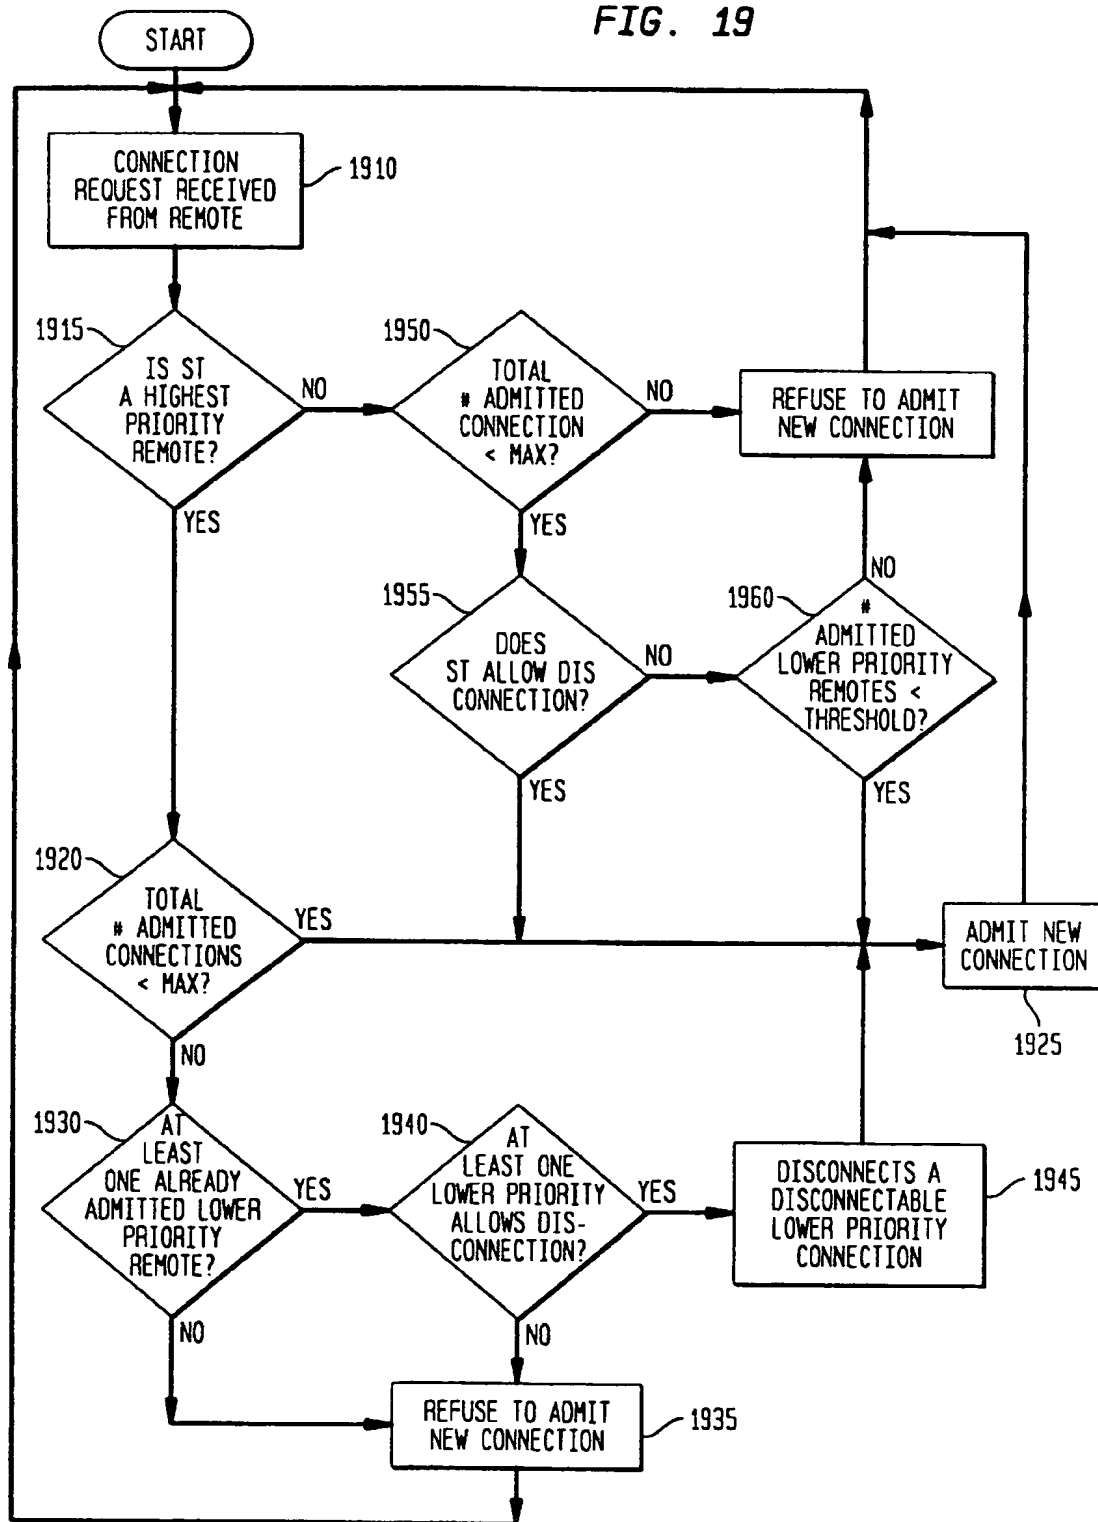 FIG. 19
START
CONNECTION
REQUEST RECEIVED
FROM REMOTE
1910
1915
IS ST
A HIGHEST
PRIORITY
REMOTE?
NO
YES
1950
TOTAL
# ADMITTED
CONNECTION
< MAX?
NO
YES
REFUSE TO ADMIT
NEW CONNECTION
1955
DOES
ST ALLOW DIS
CONNECTION?
NO
YES
1960
#
ADMITTED
LOWER PRIORITY
REMOTES <
THRESHOLD?
NO
YES
1920
TOTAL
# ADMITTED
CONNECTIONS
< MAX?
YES
NO
ADMIT NEW
CONNECTION
1925
1930
AT
LEAST
ONE ALREADY
ADMITTED LOWER
PRIORITY
REMOTE?
YES
NO
1940
AT
LEAST ONE
LOWER PRIORITY
ALLOWS DIS-
CONNECTION?
YES
NO
DISCONNECTS A
DISCONNECTABLE
LOWER PRIORITY
CONNECTION
1945
REFUSE TO ADMIT
NEW CONNECTION
1935